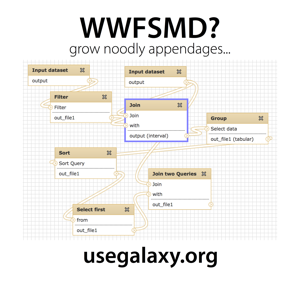 WWFSMD?
grow noodly appendages...
Input dataset
output
Input dataset
output
Filter
Filter
out_file1
Join
Join
with
output (interval)
Group
Select data
out_file1 (tabular)
Sort
Sort Query
out_file1
Join two Queries
Join
with
out_file1
Select first
from
out_file1
usegalaxy.org